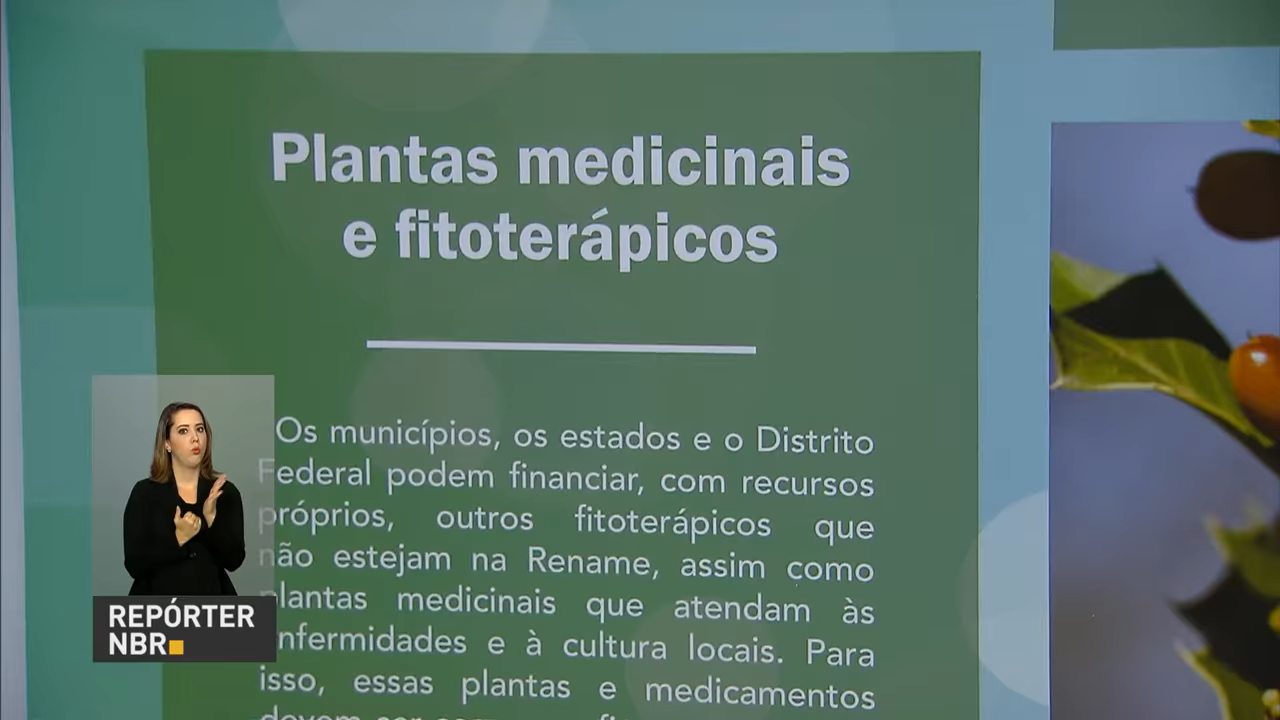 Plantas medicinais
e fitoterápicos
Os municípios, os estados e o Distrito
Federal podem financiar, com recursos
próprios, outros fitoterápicos que
não estejam na Rename, assim como
plantas medicinais que atendam às
enfermidades e à cultura locais. Para
isso, essas plantas e medicamentos
devem ser
REPÓRTER
NBR